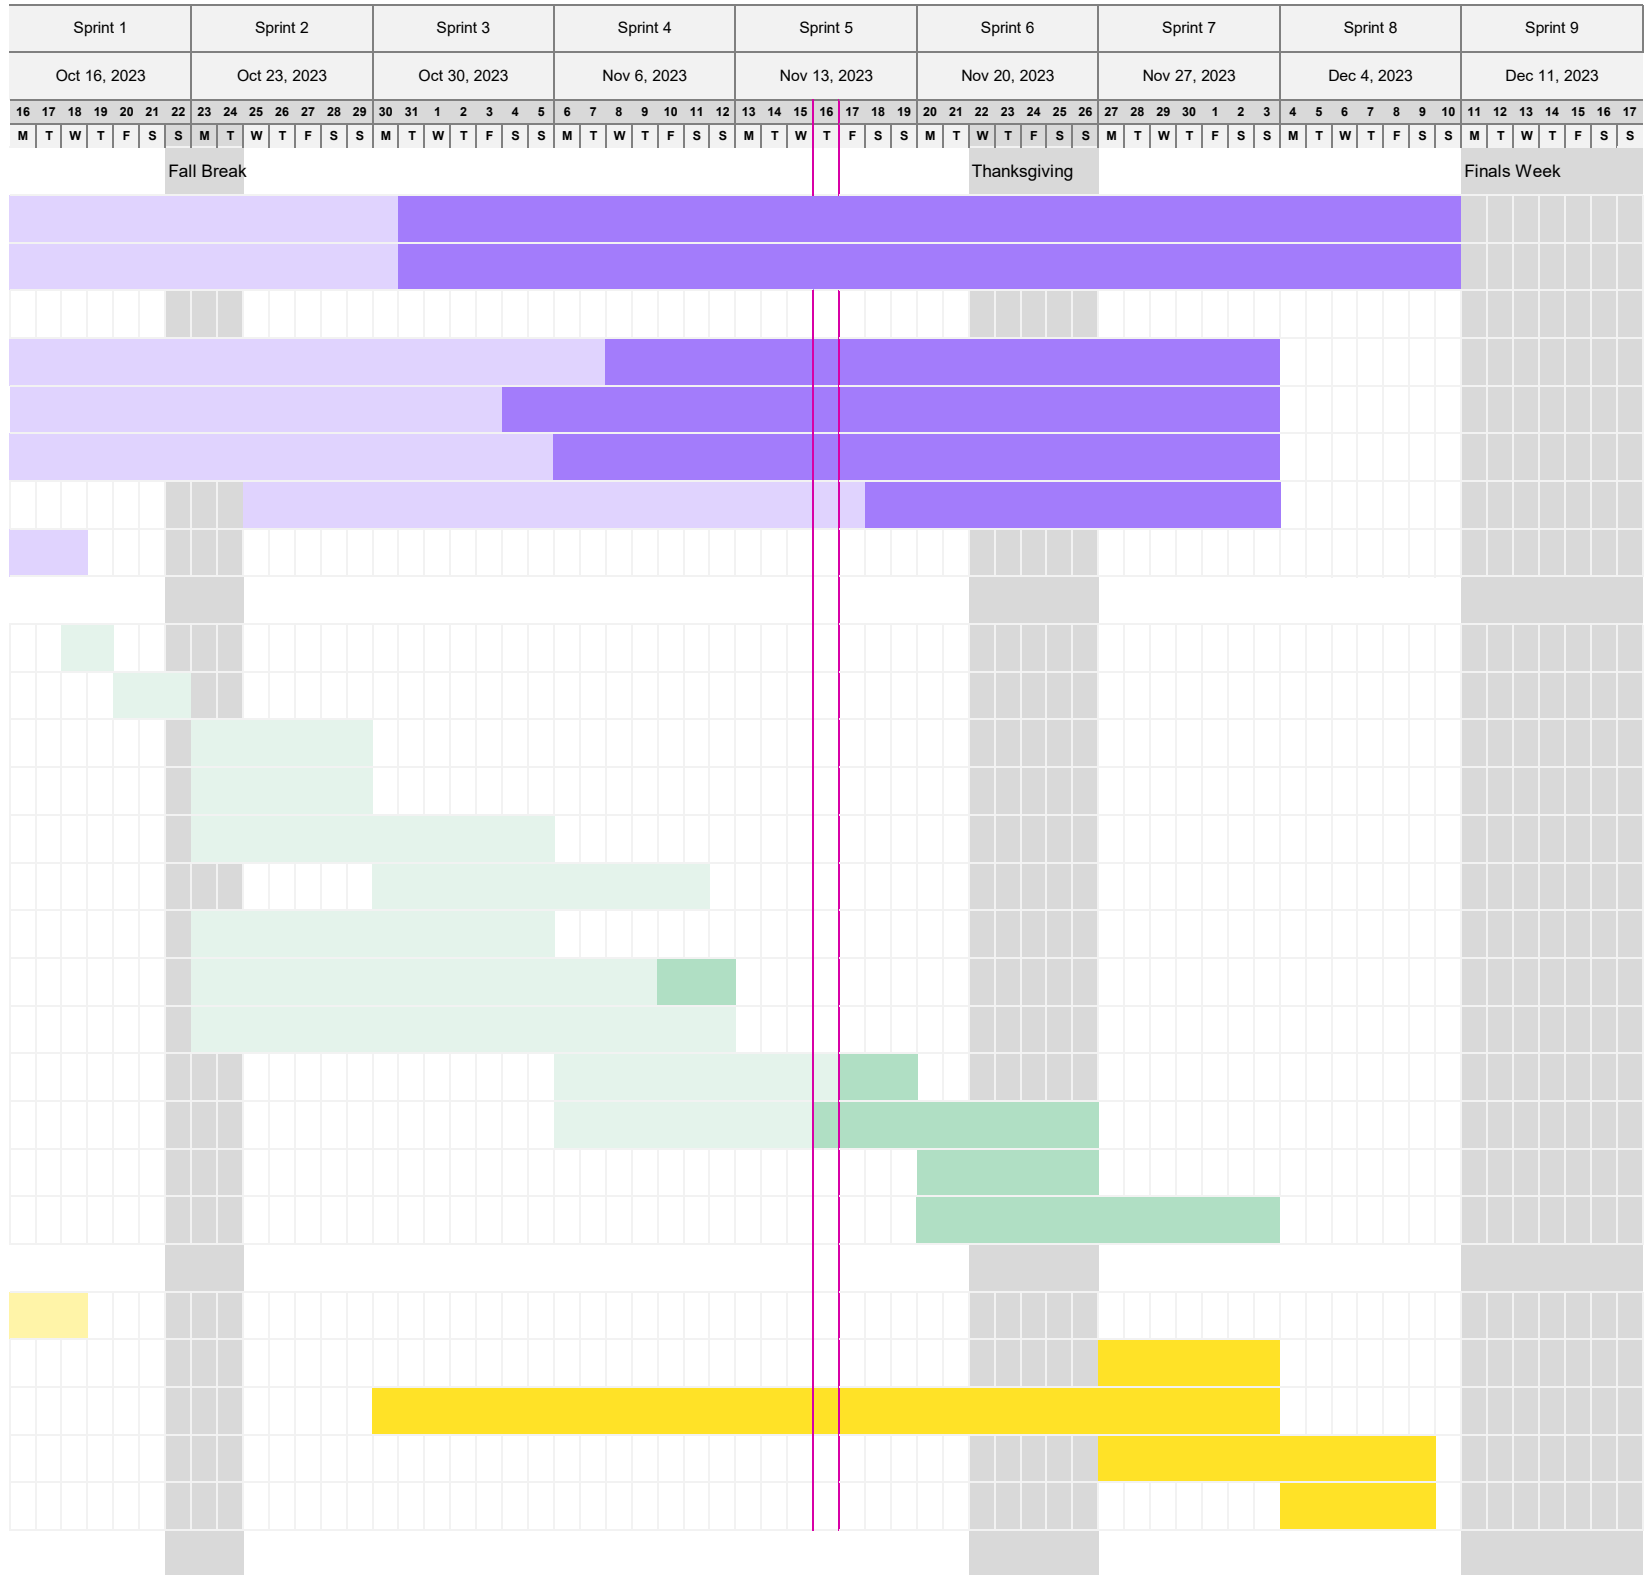 Sprint 1 Sprint 2 Sprint 3 Sprint 4 Sprint 5 Sprint 6 Sprint 7 Sprint 8 Sprint 9
Oct 16, 2023 Oct 23, 2023 Oct 30, 2023 Nov 6, 2023 Nov 13, 2023 Nov 20, 2023 Nov 27, 2023 Dec 4, 2023 Dec 11, 2023
16 17 18 19 20 21 22 23 24 25 26 27 28 29 30 31 1 2 3 4 5 6 7 8 9 10 11 12 13 14 15 16 17 18 19 20 21 22 23 24 25 26 27 28 29 30 1 2 3 4 5 6 7 8 9 10 11 12 13 14 15 16 17
M T W T F S S M T W T F S S M T W T F S S M T W T F S S M T W T F S S M T W T F S S M T W T F S S M T W T F S S M T W T F S S
Fall Break Thanksgiving Finals Week